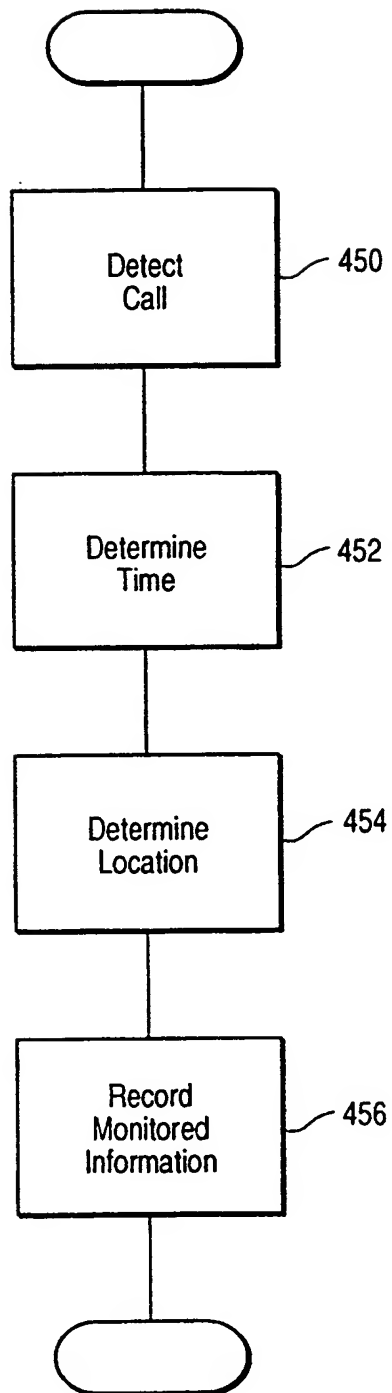 Detect
Call
450
Determine
Time
452
Determine
Location
454
Record
Monitored
Information
456